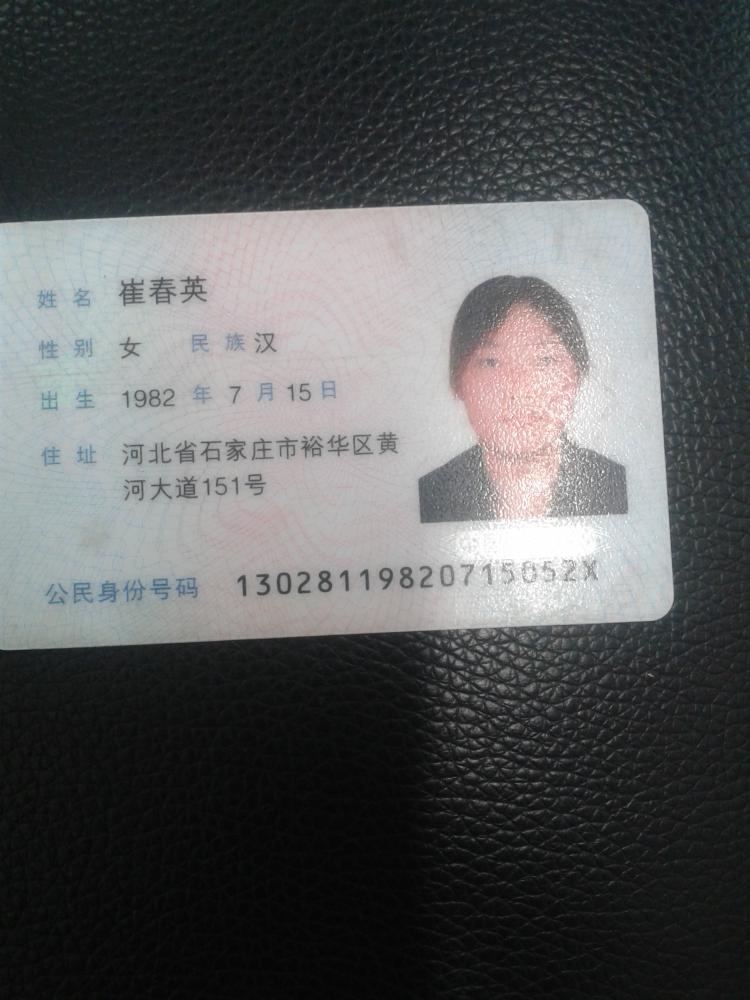 姓名 崔春英
性别 女 民族 汉
出生 1982 年 7 月 15 日
住址 河北省石家庄市裕华区黄
河大道151号
公民身份号码 13028119820715052X